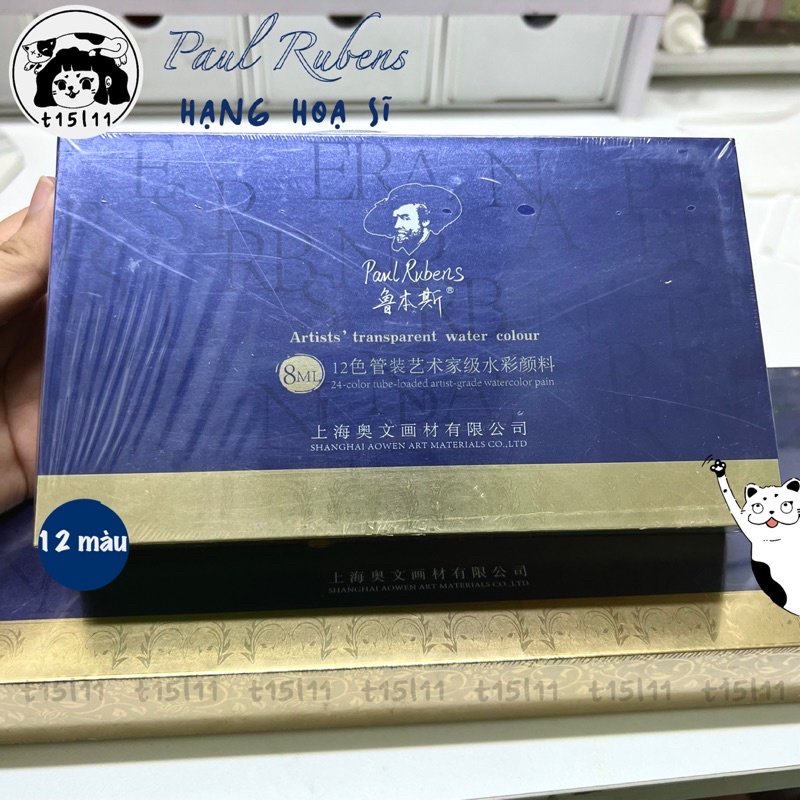 t15l11
Paul Rubens
HẠNG HOẠ SĨ
Paul Rubens
鲁本斯®
Artists' transparent water colour
8ML
12色管装艺术家级水彩颜料
24-color tube-loaded artist-grade watercolor pain
上海奥文画材有限公司
SHANGHAI AOWEN ART MATERIALS CO.,LTD
12 màu
上海奥文画材有限公司
SHANGHAI AOWEN ART MATERIALS CO.,LTD
t15l11 t15l11 t15l11 t15l11 t15l11 t15l11 t15l11